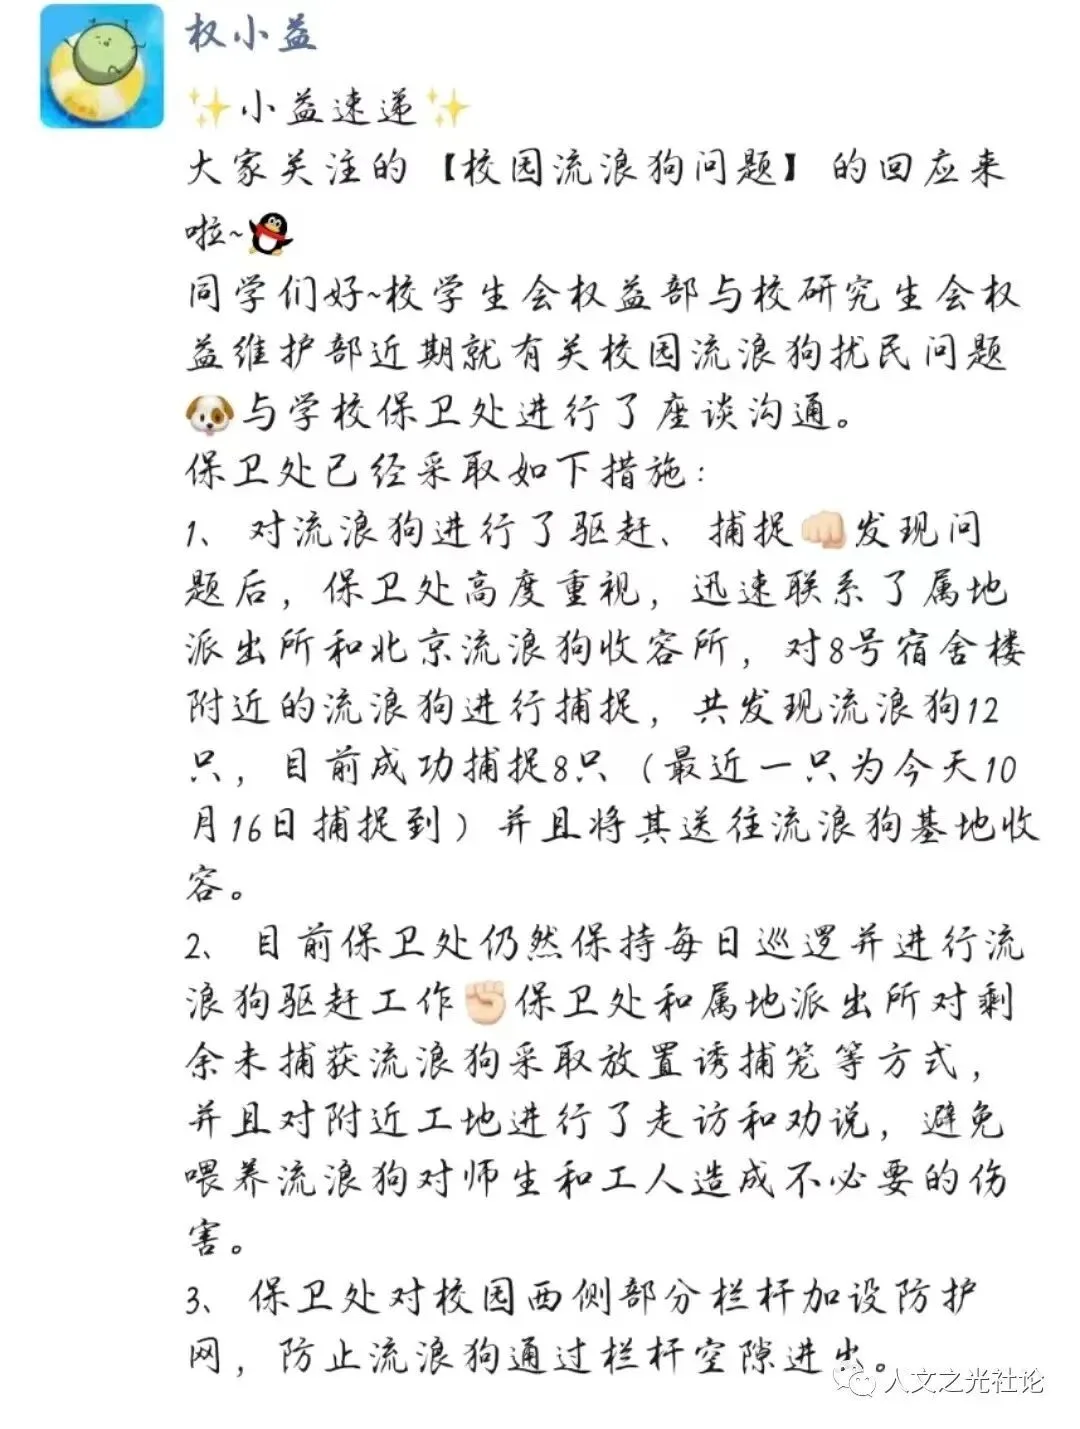 权小益
✨小益速递✨
大家关注的【校园流浪狗问题】的回应来
啦~
同学们好~校学生会权益部与校研究生会权
益维护部近期就有关校园流浪狗扰民问题
🐶与学校保卫处进行了座谈沟通。
保卫处已经采取如下措施：
1、对流浪狗进行了驱赶、捕捉👊🏻发现问
题后，保卫处高度重视，迅速联系了属地
派出所和北京流浪狗收容所，对8号宿舍楼
附近的流浪狗进行捕捉，共发现流浪狗12
只，目前成功捕捉8只（最近一只为今天10
月16日捕捉到）并且将其送往流浪狗基地收
容。
2、目前保卫处仍然保持每日巡逻并进行流
浪狗驱赶工作✊🏻保卫处和属地派出所对剩
余未捕获流浪狗采取放置诱捕笼等方式，
并且对附近工地进行了走访和劝说，避免
喂养流浪狗对师生和工人造成不必要的伤
害。
3、保卫处对校园西侧部分栏杆加设防护
网，防止流浪狗通过栏杆空隙进出。
人文之光社论